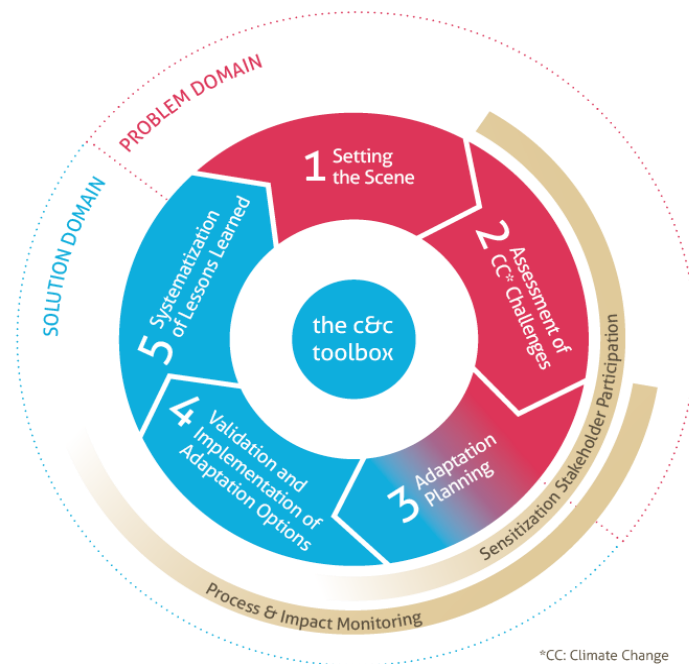 PROBLEM DOMAIN
SOLUTION DOMAIN
1 Setting
the Scene
2 Assessment of
CC* Challenges
3 Adaptation
Planning
4 Validation and
Implementation of
Adaptation Options
5 Systematization
of Lessons Learned
the c&c
toolbox
Sensitization Stakeholder Participation
Process & Impact Monitoring
*CC: Climate Change